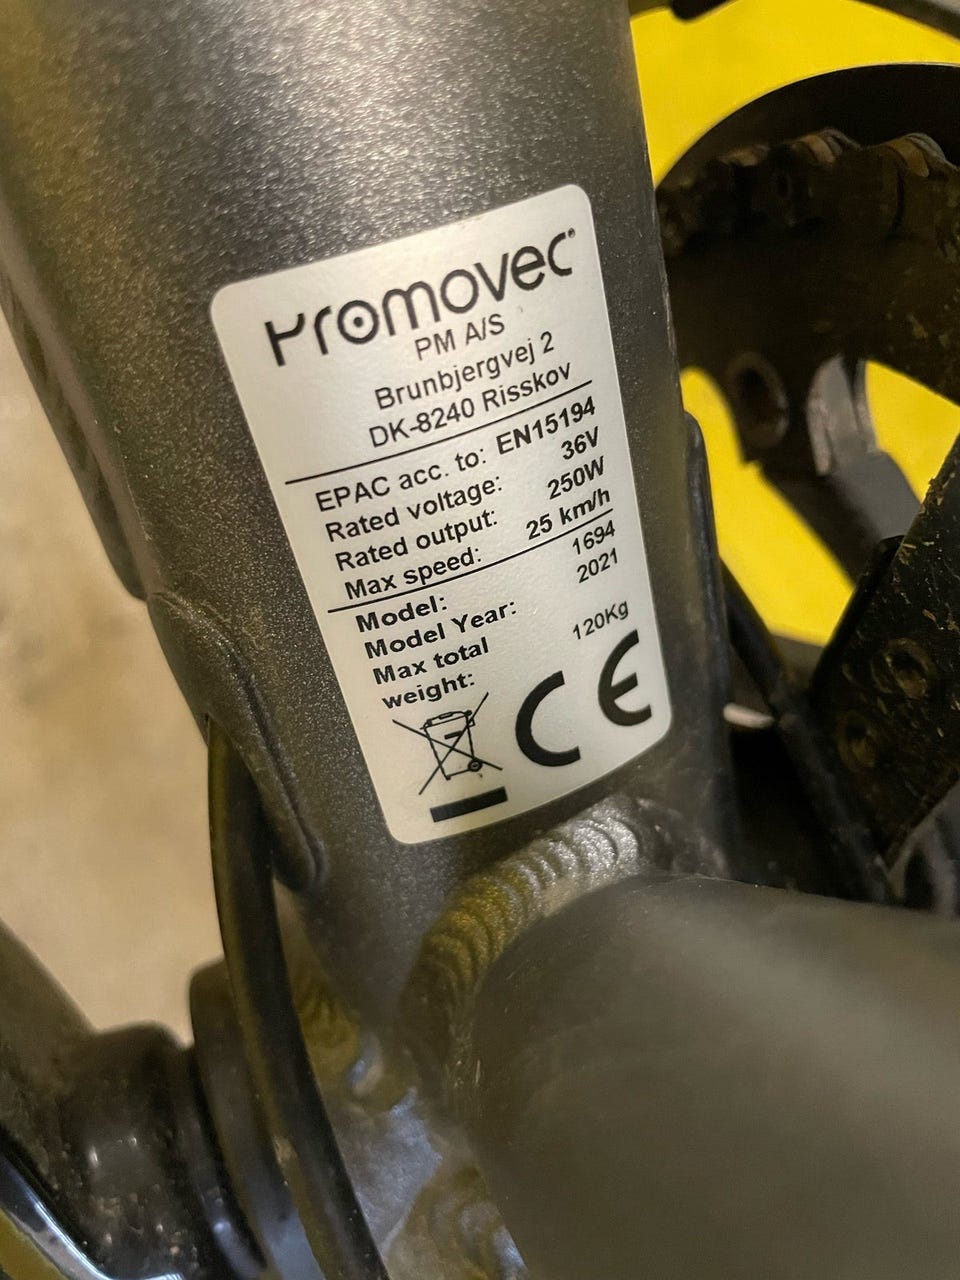 Promovec®
PM A/S
Brunbjergvej 2
DK-8240 Risskov
EPAC acc. to: EN15194
Rated voltage: 36V
Rated output: 250W
Max speed: 25 km/h
Model: 1694
Model Year: 2021
Max total
weight: 120Kg
CE